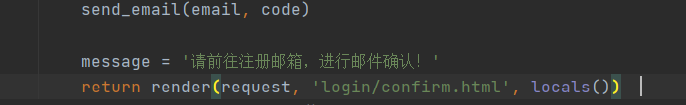 send_email(email, code)
message = '请前往注册邮箱，进行邮件确认！'
return render(request, 'login/confirm.html', locals())